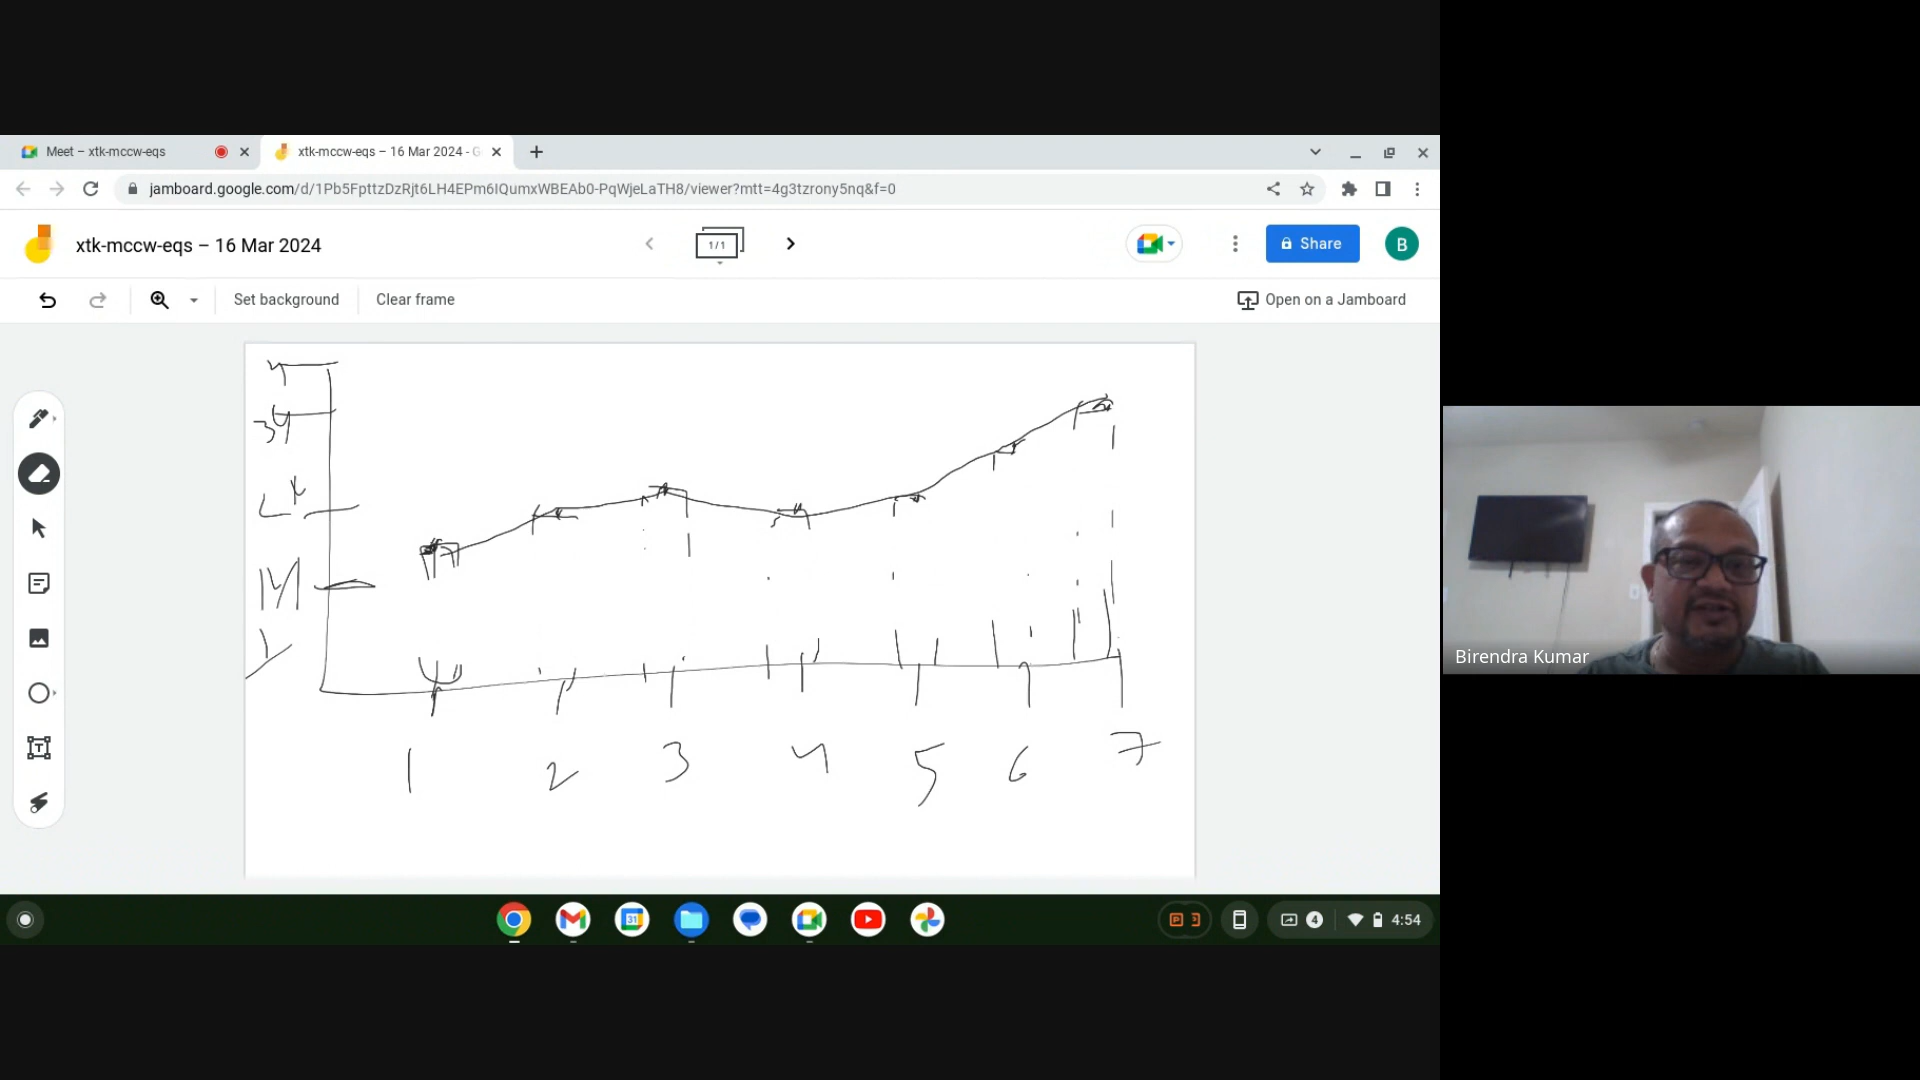 Meet – xtk-mccw-eqs
xtk-mccw-eqs – 16 Mar 2024 - G
jamboard.google.com/d/1Pb5FpttzDzRjt6LH4EPm6IQumxWBEAb0-PqWjeLaTH8/viewer?mtt=4g3tzrony5nq&f=0
xtk-mccw-eqs – 16 Mar 2024
1/1
Share
B
Set background
Clear frame
Open on a Jamboard
1 2 3 4 5 6 7
Birendra Kumar
31
4
4:54